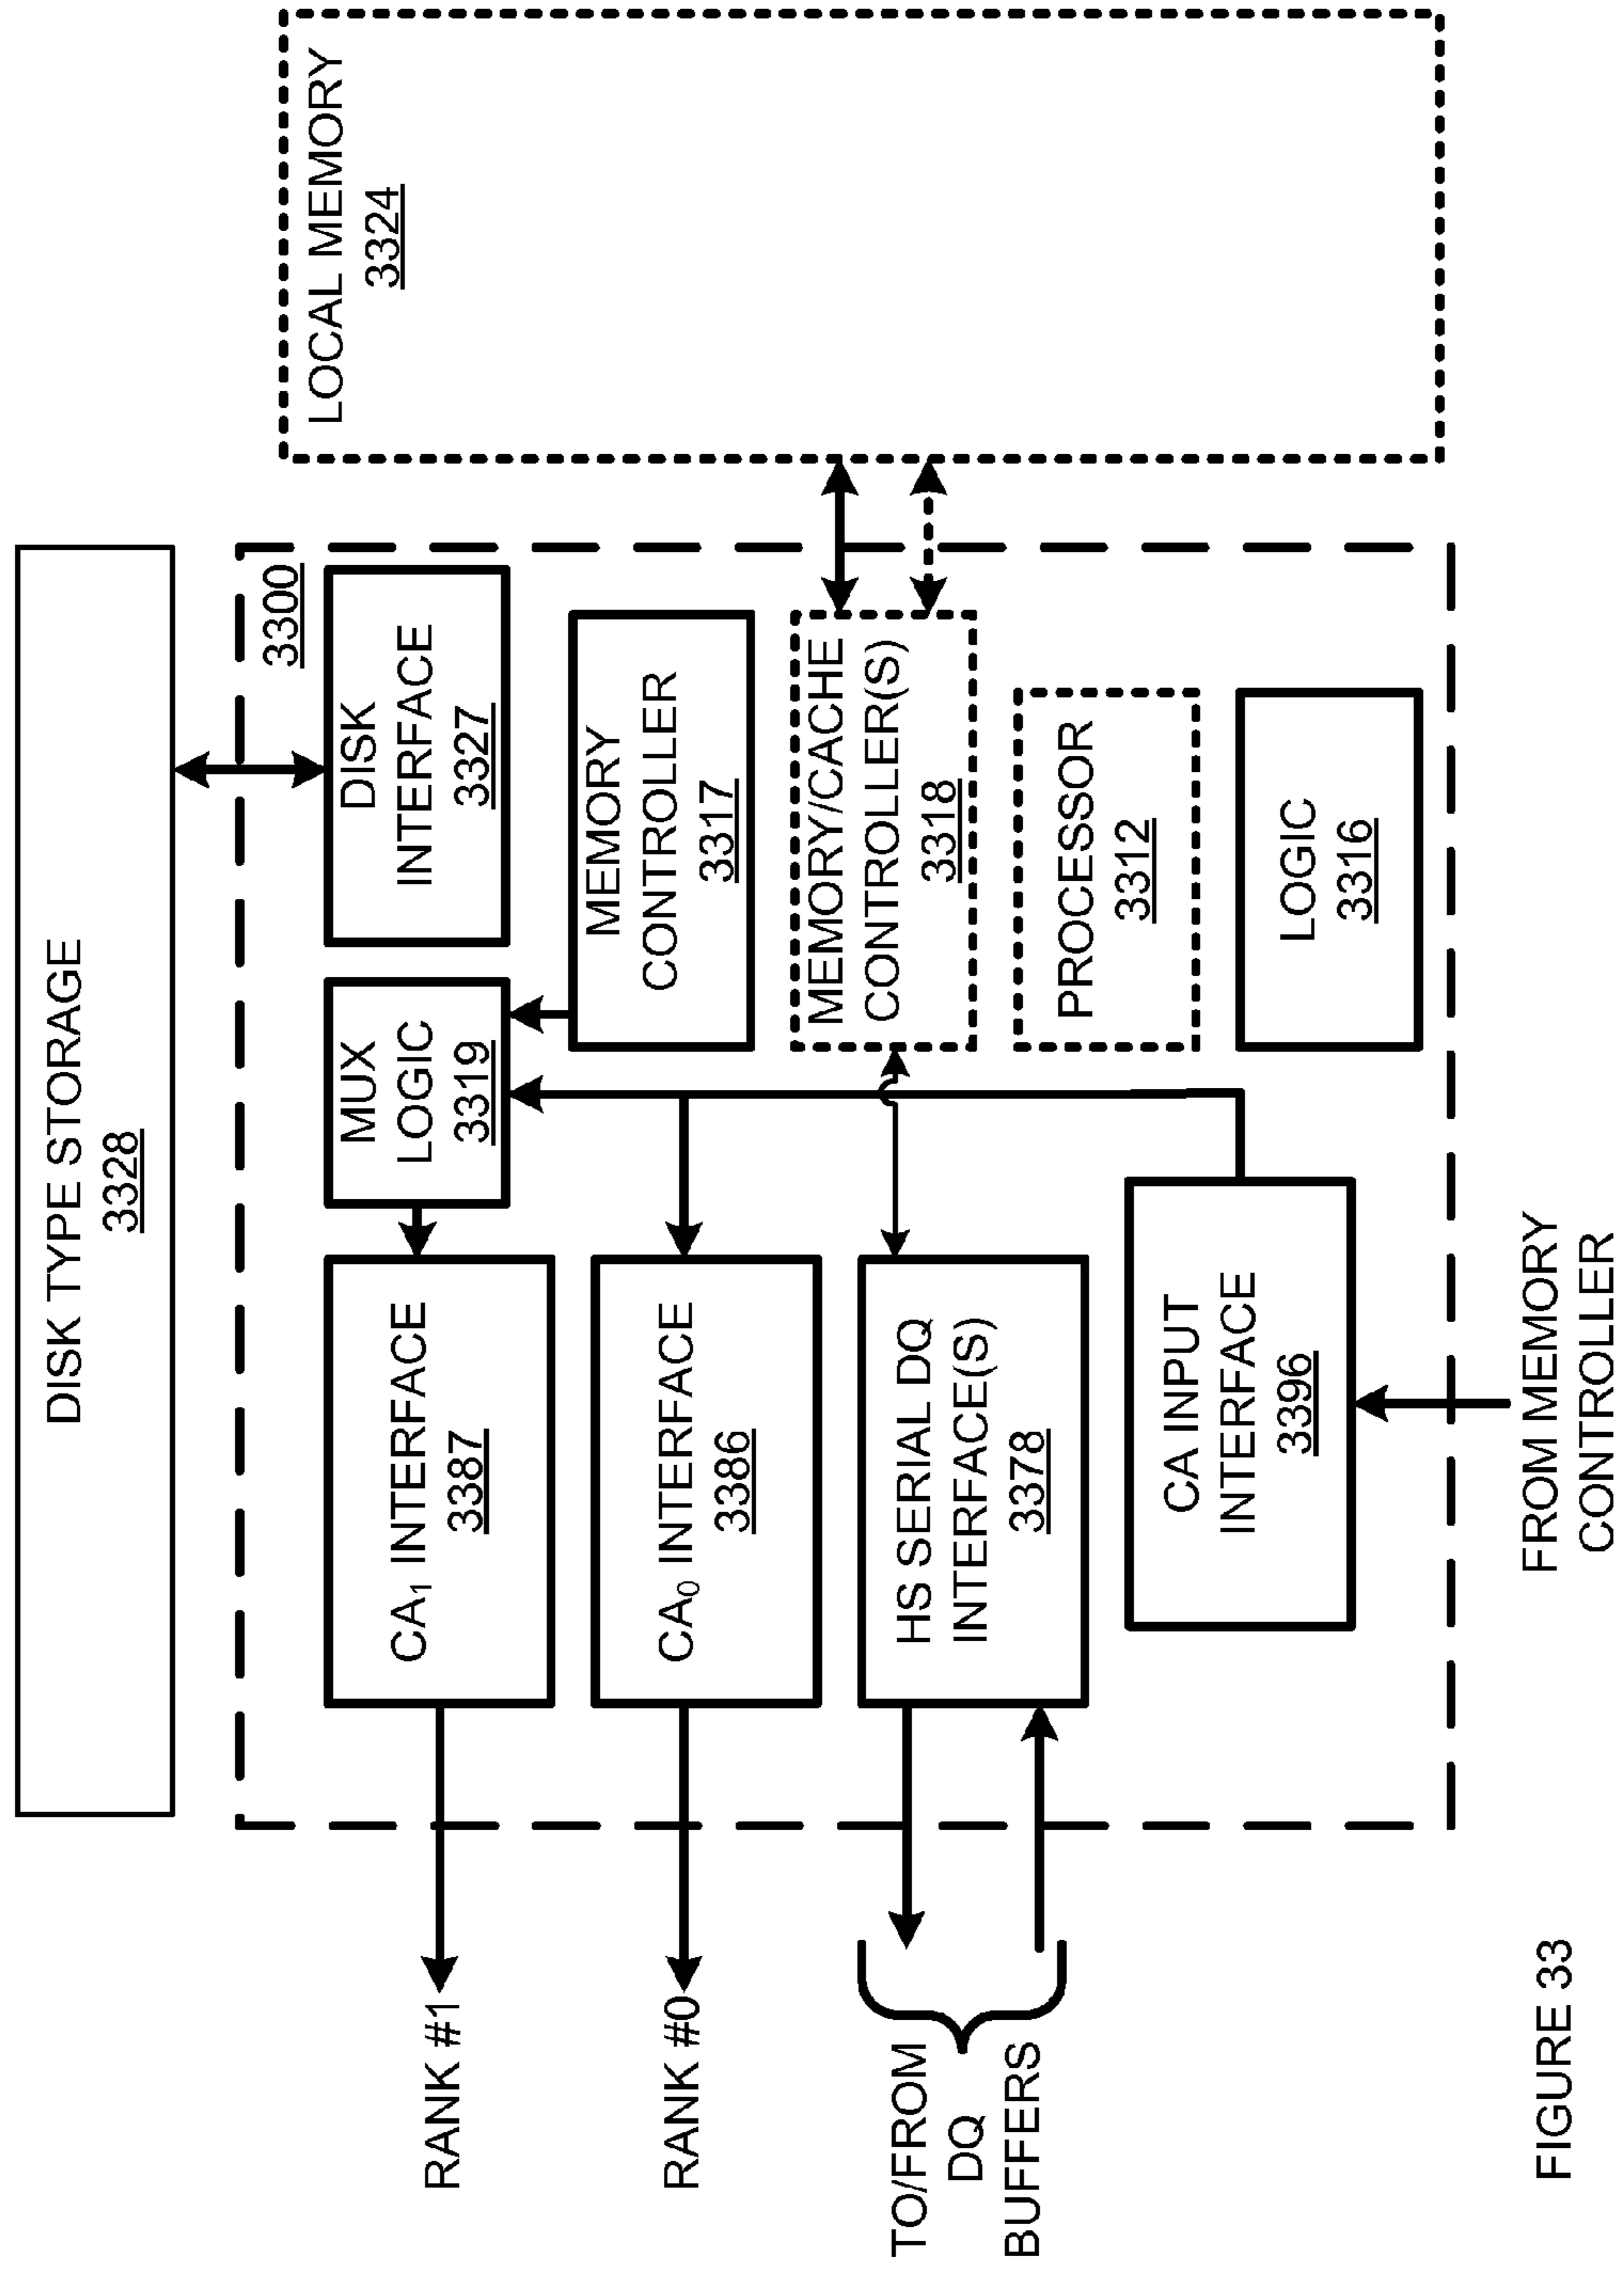 DISK TYPE STORAGE
3328
3300
LOCAL MEMORY
3324
RANK #1
CA1 INTERFACE
3387
MUX
LOGIC
3319
DISK
INTERFACE
3327
RANK #0
CA0 INTERFACE
3386
MEMORY
CONTROLLER
3317
TO/FROM
DQ
BUFFERS
HS SERIAL DQ
INTERFACE(S)
3378
MEMORY/CACHE
CONTROLLER(S)
3318
PROCESSOR
3312
CA INPUT
INTERFACE
3396
LOGIC
3316
FROM MEMORY
CONTROLLER
FIGURE 33